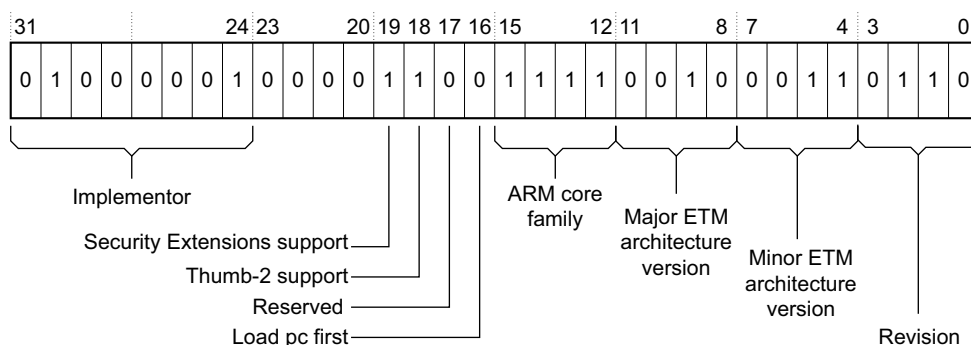 31 24 23 20 19 18 17 16 15 12 11 8 7 4 3 0
0 1 0 0 0 0 0 1 0 0 0 0 1 1 0 0 1 1 1 1 0 0 1 0 0 0 1 1 0 1 1 0
Implementor
Security Extensions support
Thumb-2 support
Reserved
Load pc first
ARM core
family
Major ETM
architecture
version
Minor ETM
architecture
version
Revision